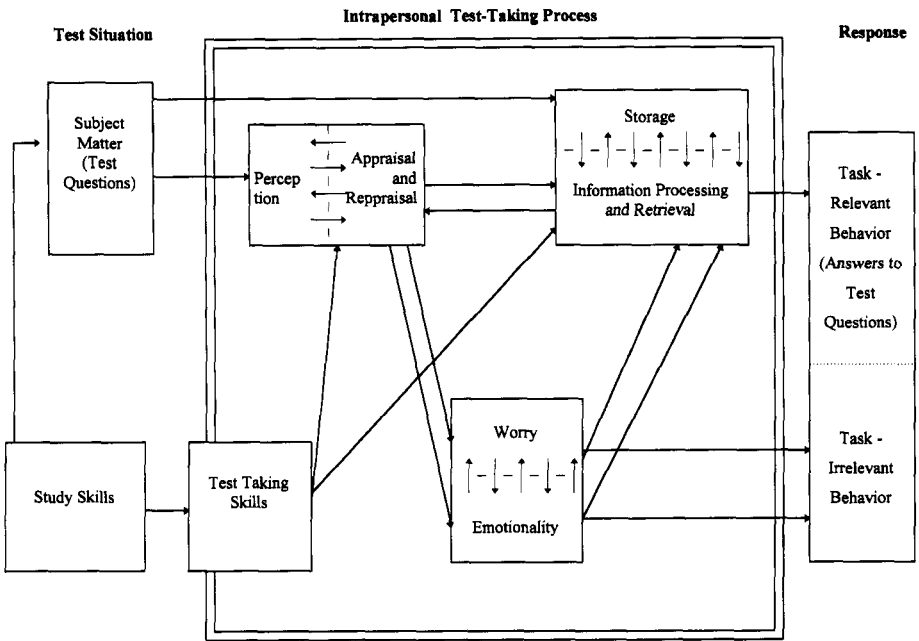 Intrapersonal Test-Taking Process
Test Situation
Response
Subject
Matter
(Test
Questions)
Percep
tion
Appraisal
and
Reppraisal
Storage
Information Processing
and Retrieval
Task -
Relevant
Behavior
(Answers to
Test
Questions)
Study Skills
Test Taking
Skills
Worry
Emotionality
Task -
Irrelevant
Behavior